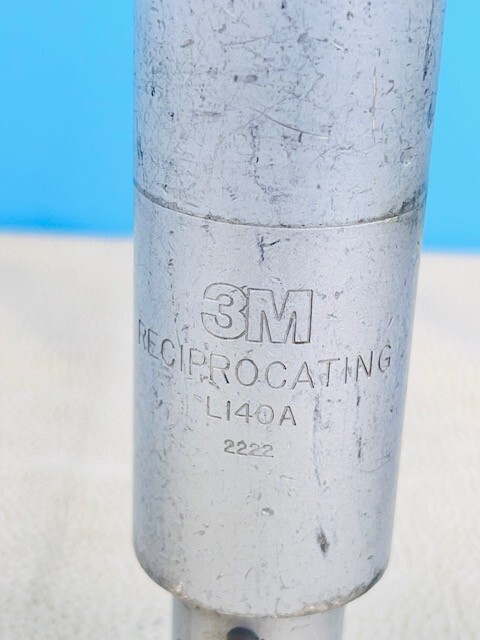 3M
RECIPROCATING
L140A
2222